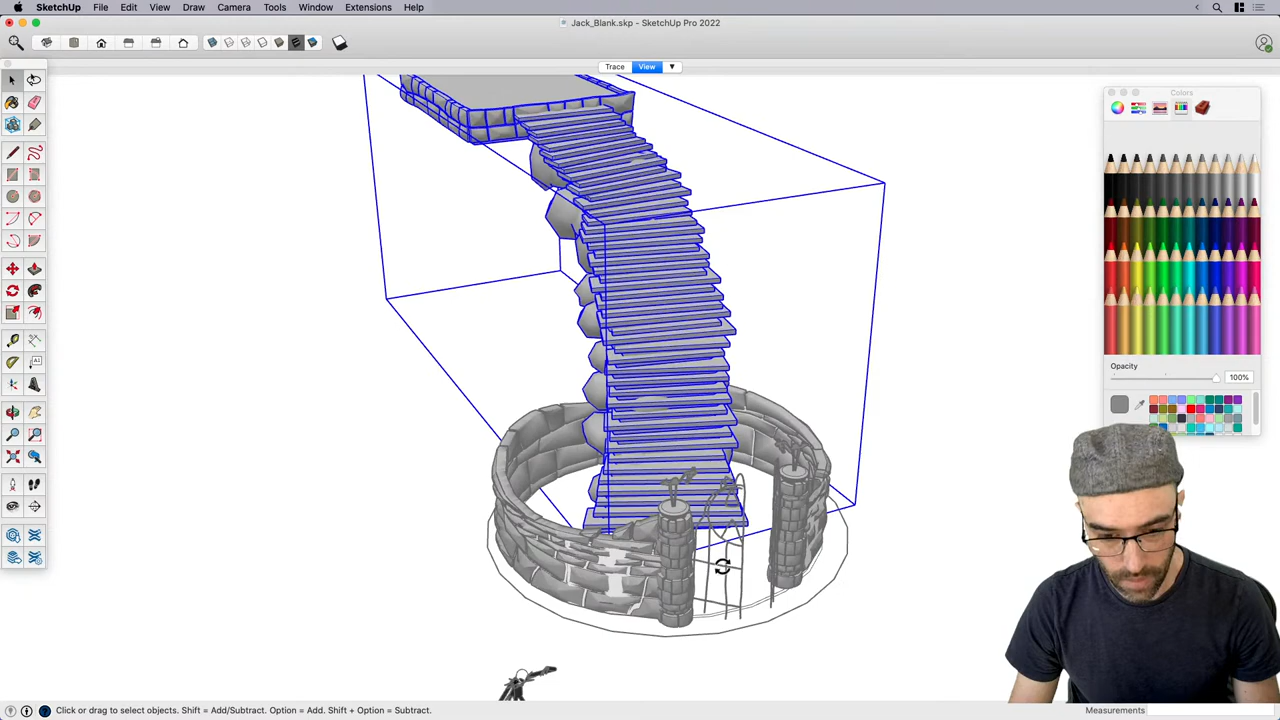 SketchUp File Edit View Camera Draw Tools Window Extensions Help
Jack_Blank.skp - SketchUp Pro 2022
Trace View
Colors
Opacity
100%
Click or drag to select objects. Shift = Add/Subtract. Option = Add. Shift + Option = Subtract.
Measurements